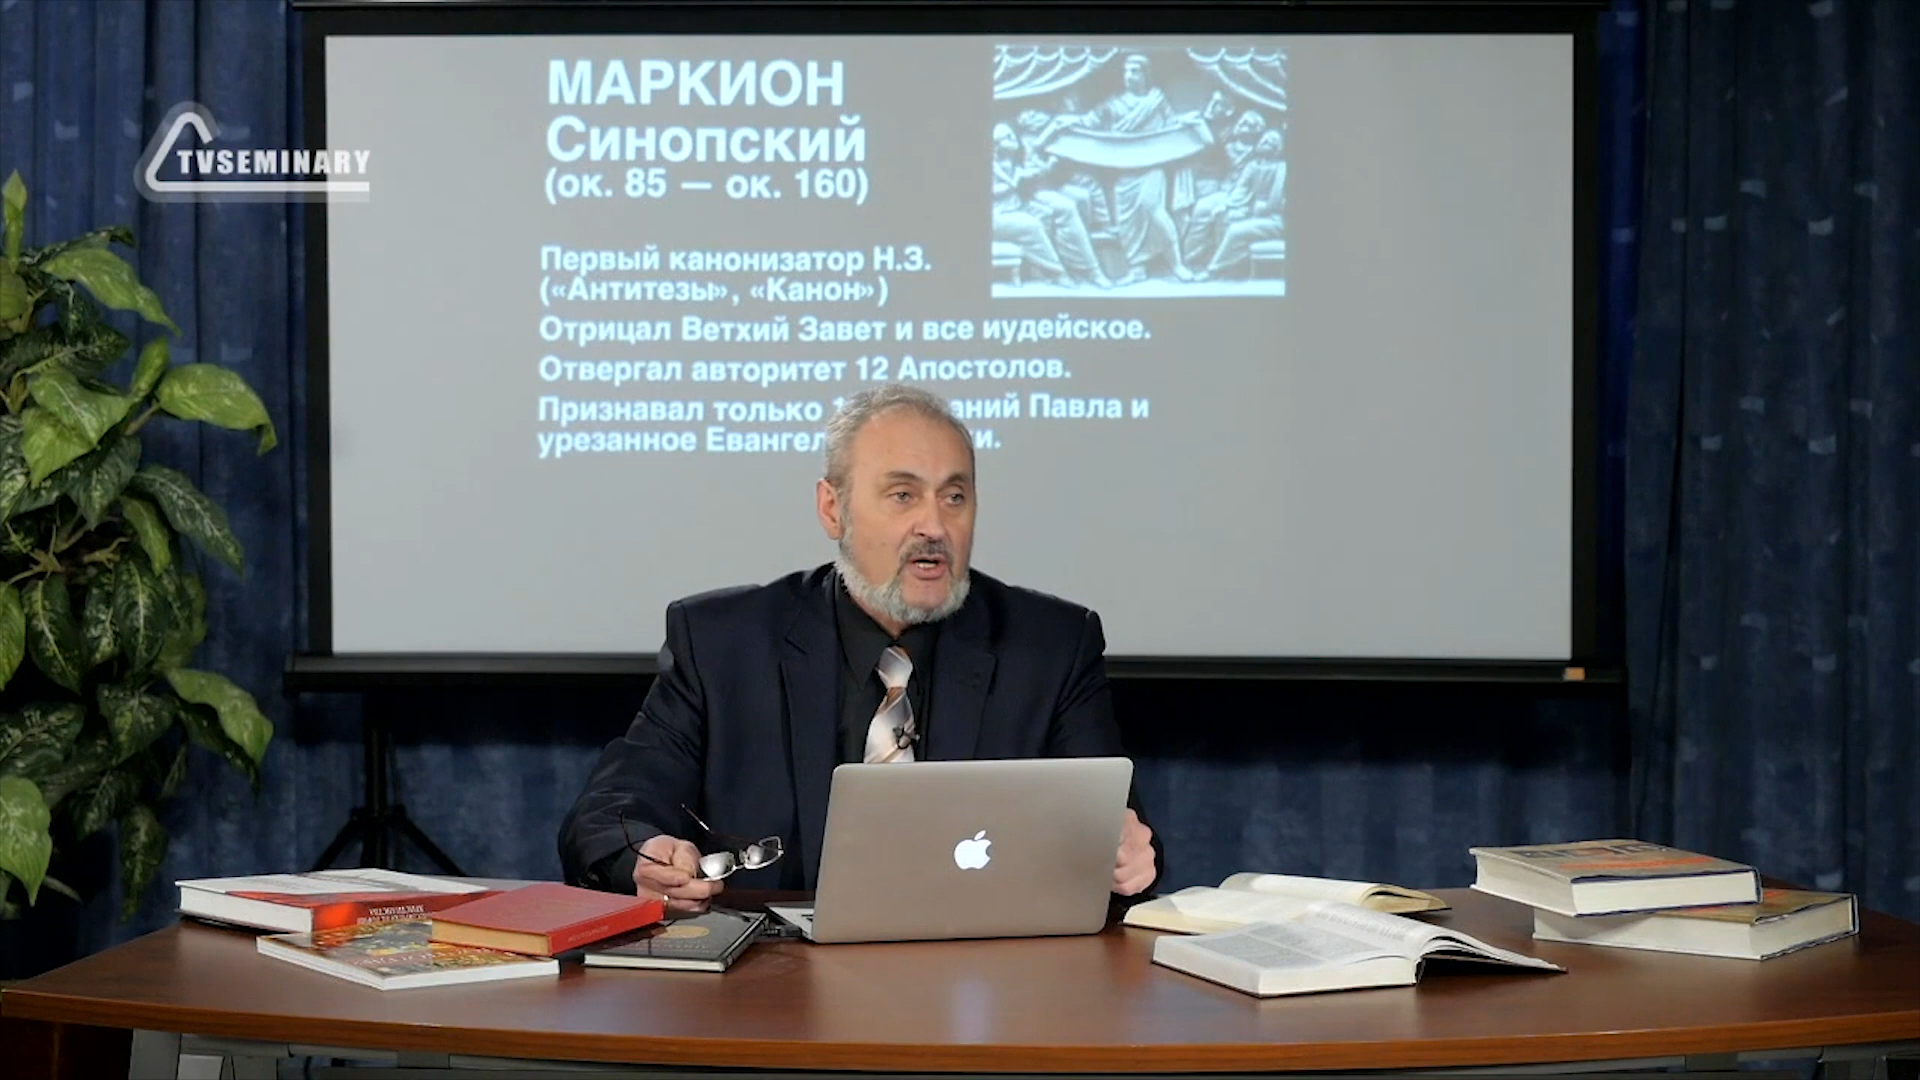 МАРКИОН
Синопский
(ок. 85 — ок. 160)
TVSEMINARY
Первый канонизатор Н.З.
(«Антитезы», «Канон»)
Отрицал Ветхий Завет и все иудейское.
Отвергал авторитет 12 Апостолов.
Признавал только Павла и
урезанное